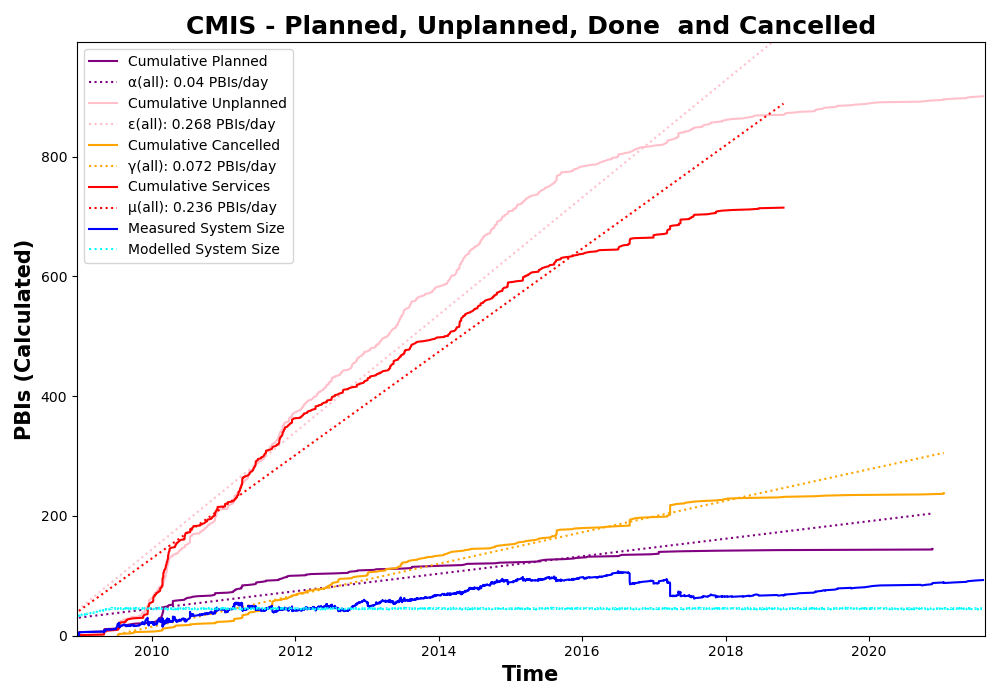 CMIS - Planned, Unplanned, Done  and Cancelled
Cumulative Planned
α(all): 0.04 PBIs/day
Cumulative Unplanned
ε(all): 0.268 PBIs/day
Cumulative Cancelled
γ(all): 0.072 PBIs/day
Cumulative Services
μ(all): 0.236 PBIs/day
Measured System Size
Modelled System Size
PBIs (Calculated)
800
600
400
200
0
2010 2012 2014 2016 2018 2020
Time